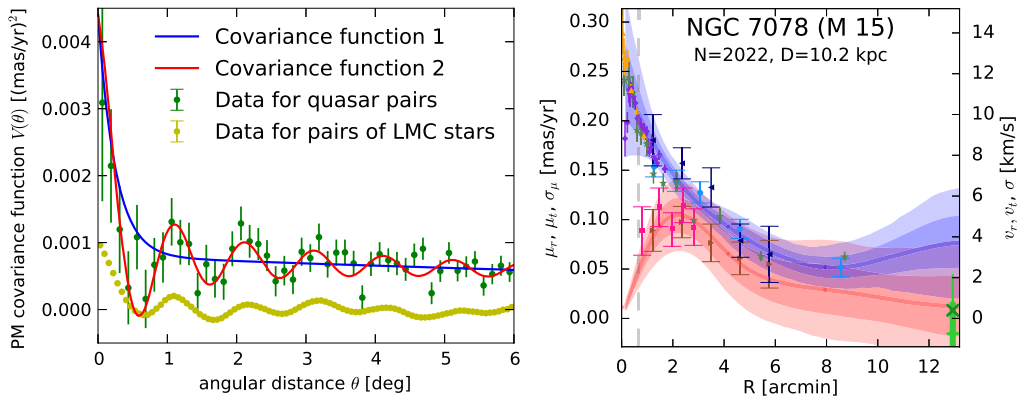 PM covariance function V(θ) [(mas/yr)²]
0.004
0.003
0.002
0.001
0.000
Covariance function 1
Covariance function 2
Data for quasar pairs
Data for pairs of LMC stars
0 1 2 3 4 5 6
angular distance θ [deg]
μr, μt, σμ [mas/yr]
0.30
0.25
0.20
0.15
0.10
0.05
0.00
NGC 7078 (M 15)
N=2022, D=10.2 kpc
0 2 4 6 8 10 12
R [arcmin]
14
12
10
8
6
4
2
0
vr, vt, σ [km/s]